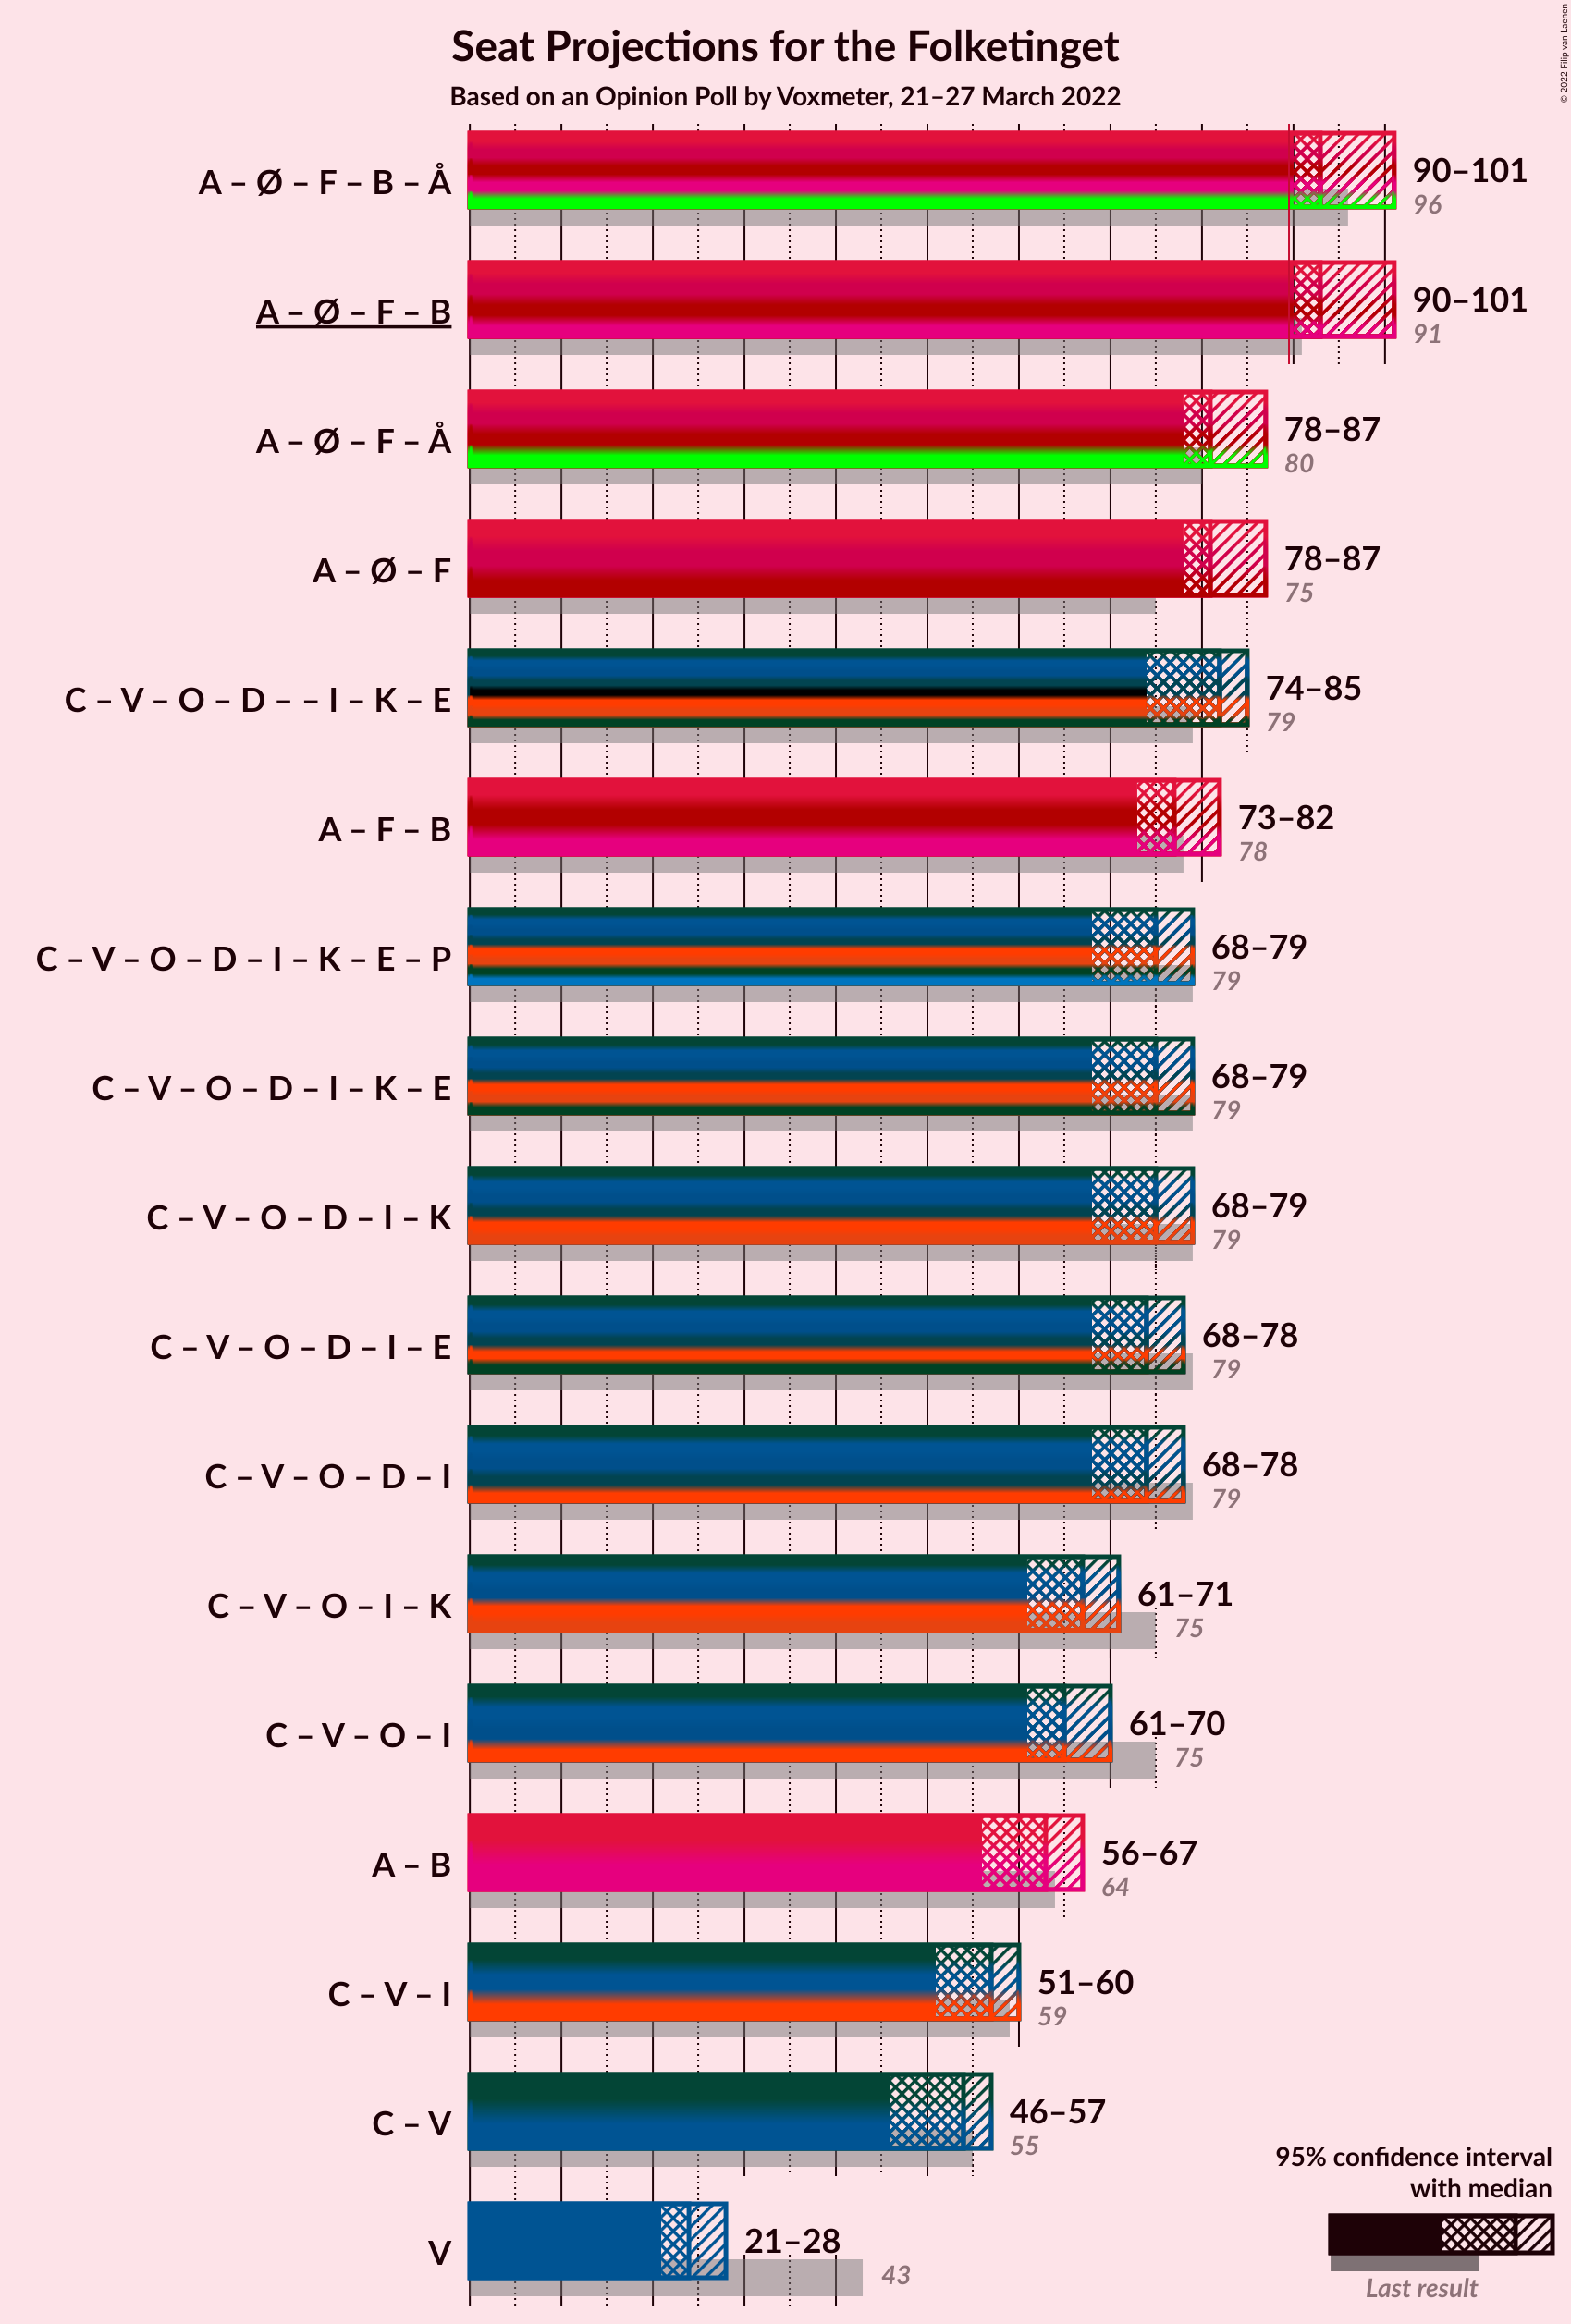 Seat Projections for the Folketinget
Based on an Opinion Poll by Voxmeter, 21–27 March 2022
© 2022 Filip van Laenen
A – Ø – F – B – Å
90–101
96
A – Ø – F – B
90–101
91
A – Ø – F – Å
78–87
80
A – Ø – F
78–87
75
C – V – O – D – – I – K – E
74–85
79
A – F – B
73–82
78
C – V – O – D – I – K – E – P
68–79
79
C – V – O – D – I – K – E
68–79
79
C – V – O – D – I – K
68–79
79
C – V – O – D – I – E
68–78
79
C – V – O – D – I
68–78
79
C – V – O – I – K
61–71
75
C – V – O – I
61–70
75
A – B
56–67
64
C – V – I
51–60
59
C – V
46–57
55
V
21–28
43
95% confidence interval
with median
Last result